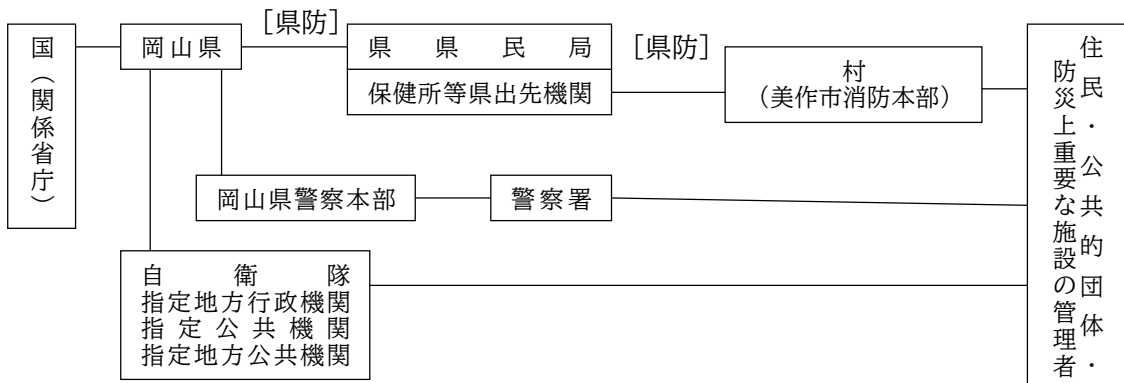 国（関係省庁）
岡山県
［県防］
県県民局
保健所等県出先機関
［県防］
村
（美作市消防本部）
住民・公共的団体・
防災上重要な施設の管理者
岡山県警察本部
警察署
自衛隊
指定地方行政機関
指定公共機関
指定地方公共機関